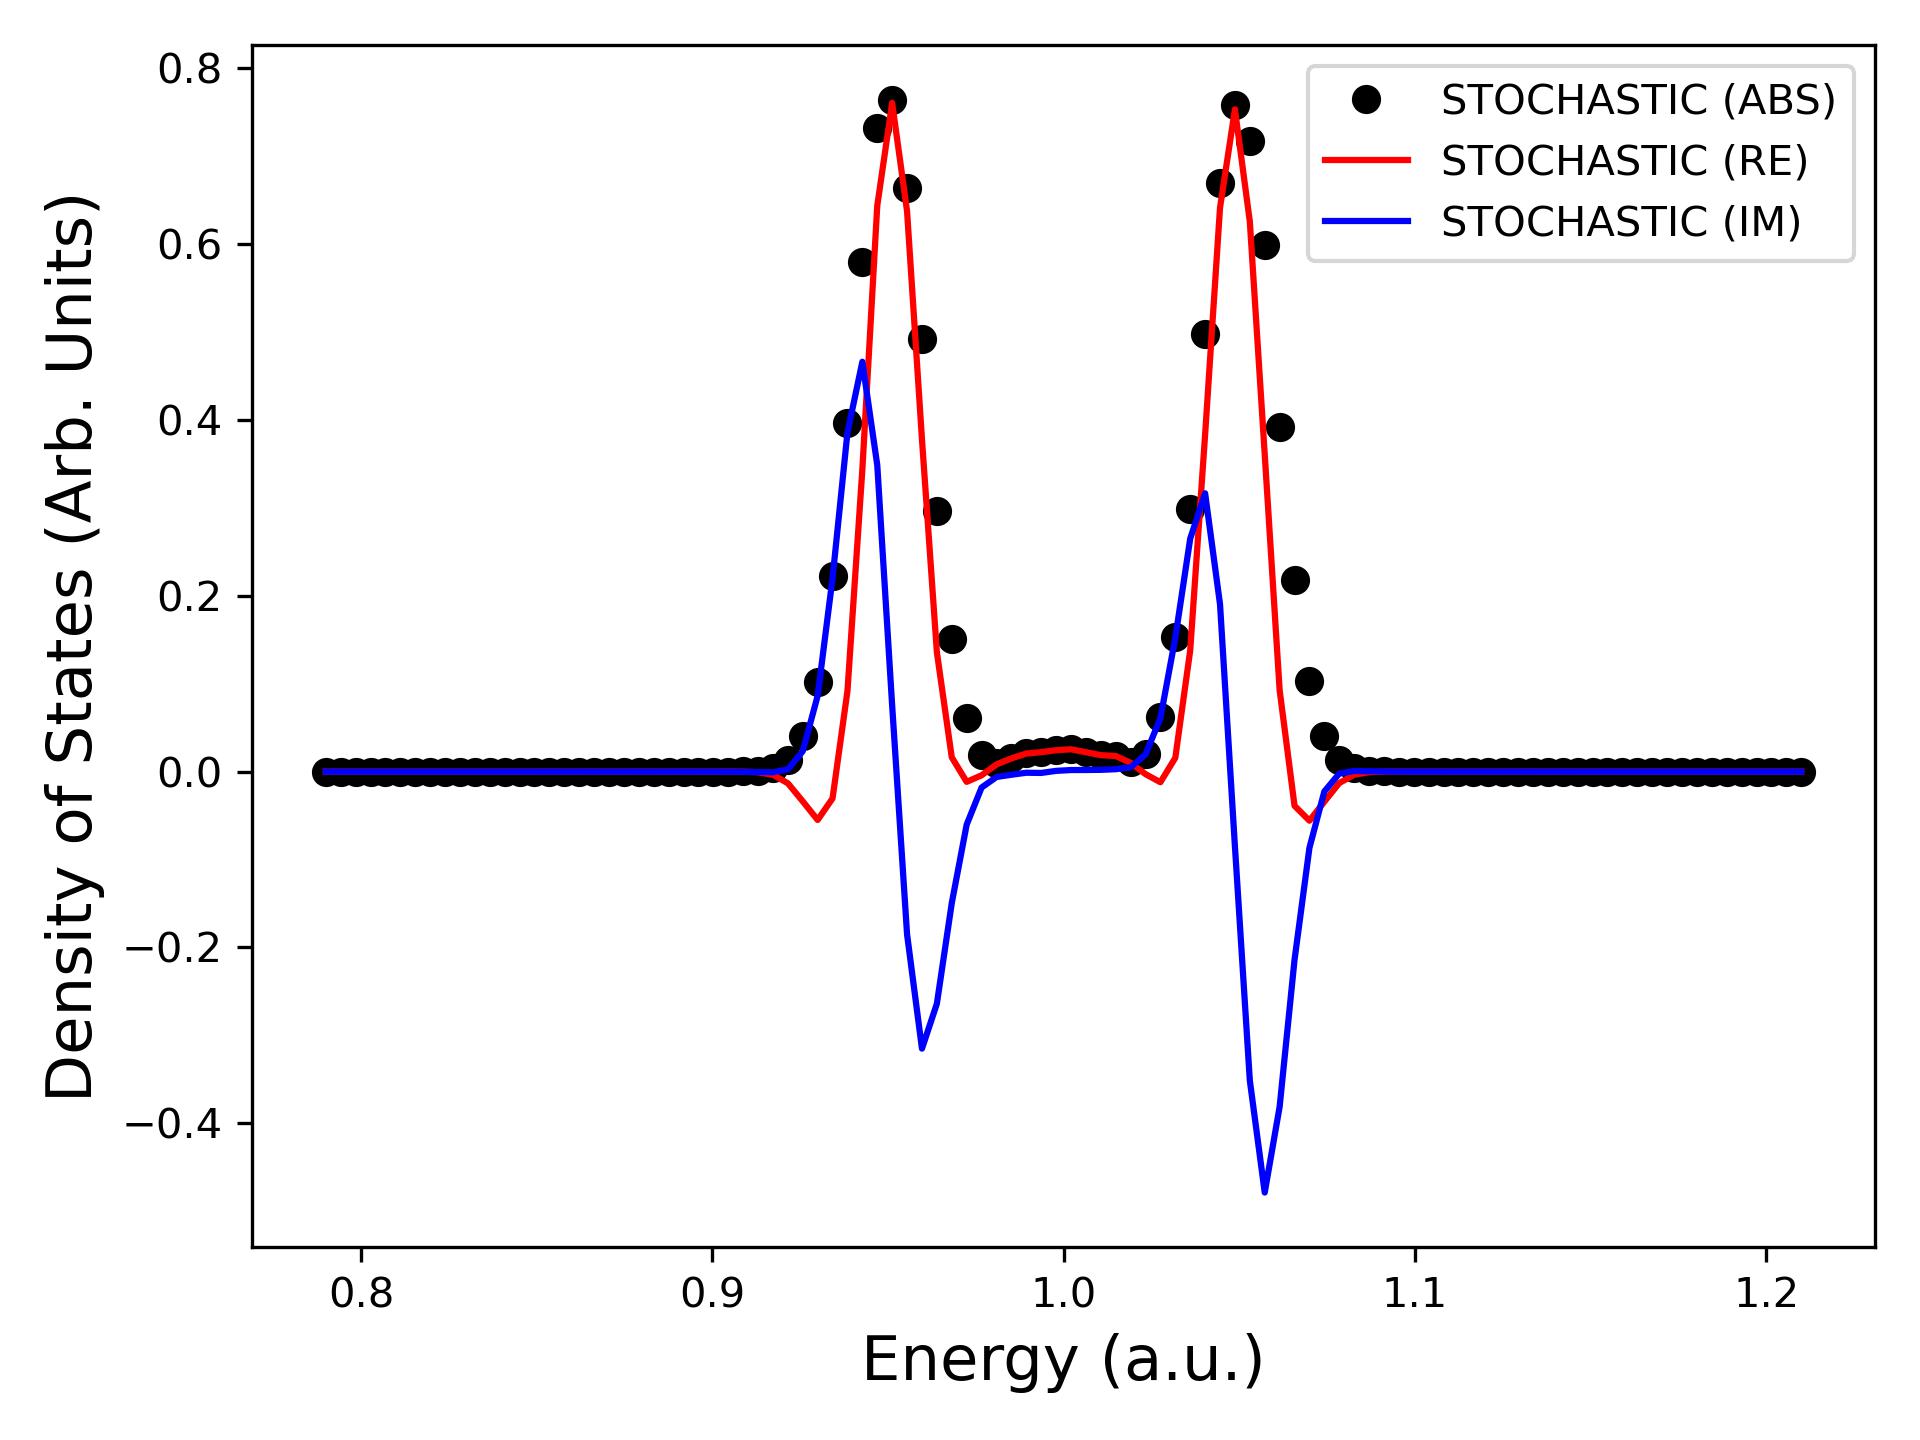 0.8
0.6
0.4
0.2
0.0
−0.2
−0.4
Density of States (Arb. Units)
STOCHASTIC (ABS)
STOCHASTIC (RE)
STOCHASTIC (IM)
0.8 0.9 1.0 1.1 1.2
Energy (a.u.)